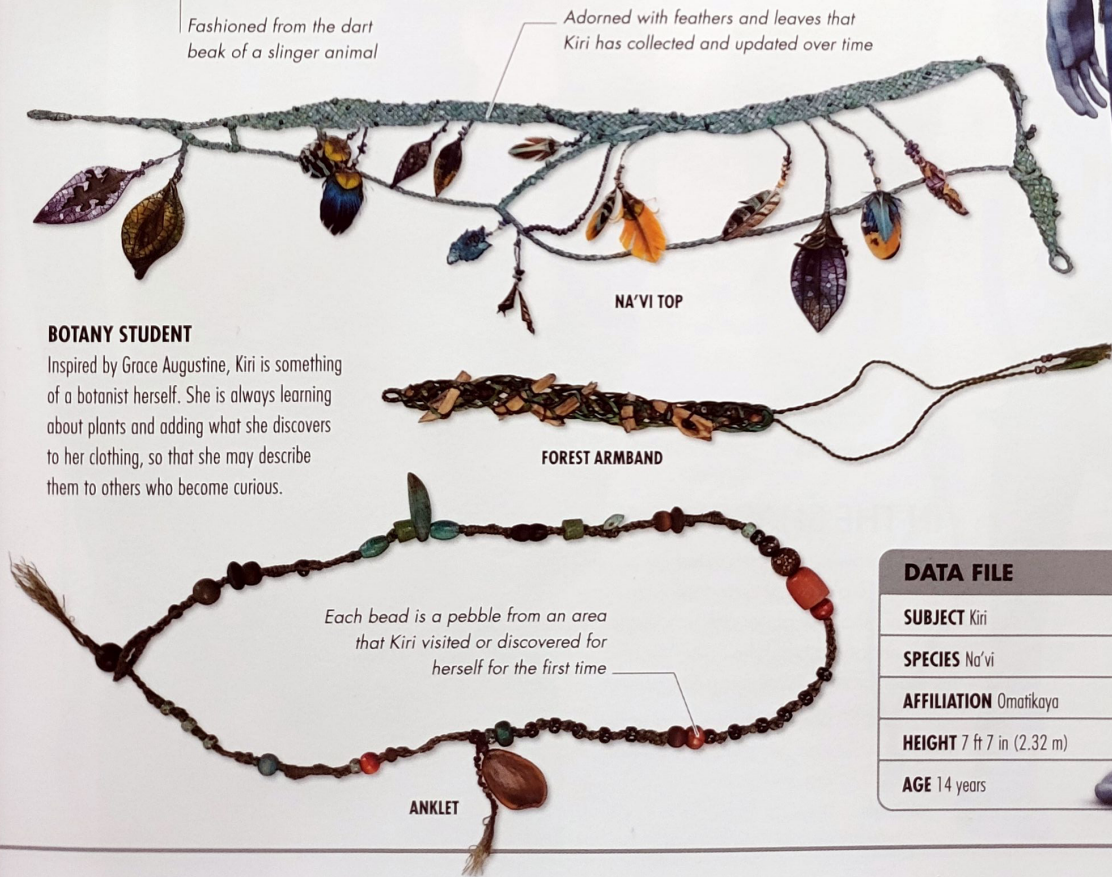 Fashioned from the dart
beak of a slinger animal
Adorned with feathers and leaves that
Kiri has collected and updated over time
NA'VI TOP
BOTANY STUDENT
Inspired by Grace Augustine, Kiri is something
of a botanist herself. She is always learning
about plants and adding what she discovers
to her clothing, so that she may describe
them to others who become curious.
FOREST ARMBAND
Each bead is a pebble from an area
that Kiri visited or discovered for
herself for the first time
ANKLET
DATA FILE
SUBJECT Kiri
SPECIES Na'vi
AFFILIATION Omatikaya
HEIGHT 7 ft 7 in (2.32 m)
AGE 14 years